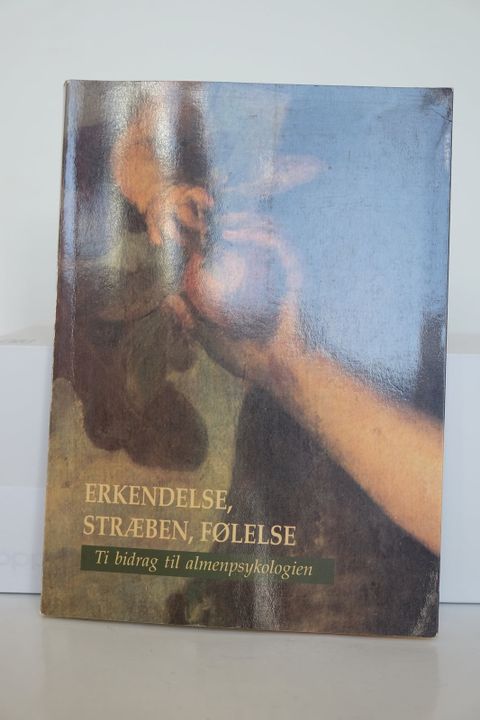 ERKENDELSE,
STRÆBEN, FØLELSE
Ti bidrag til almenpsykologien